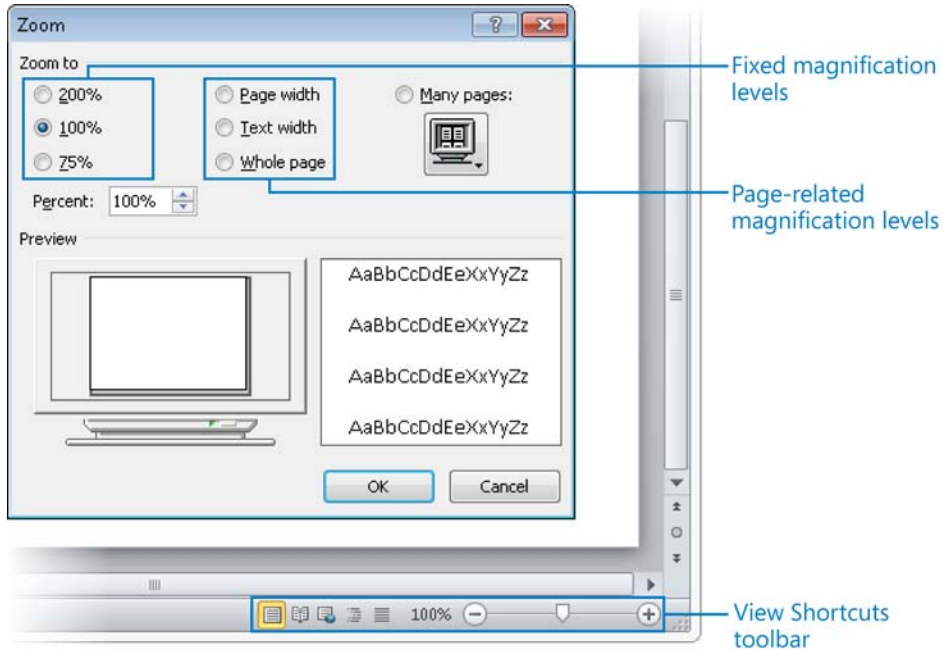 Zoom
Zoom to
200%
Page width
Many pages:
100%
Text width
75%
Whole page
Percent: 100%
Preview
AaBbCcDdEeXxYyZz
AaBbCcDdEeXxYyZz
AaBbCcDdEeXxYyZz
AaBbCcDdEeXxYyZz
OK
Cancel
100%
Fixed magnification
levels
Page-related
magnification levels
View Shortcuts
toolbar